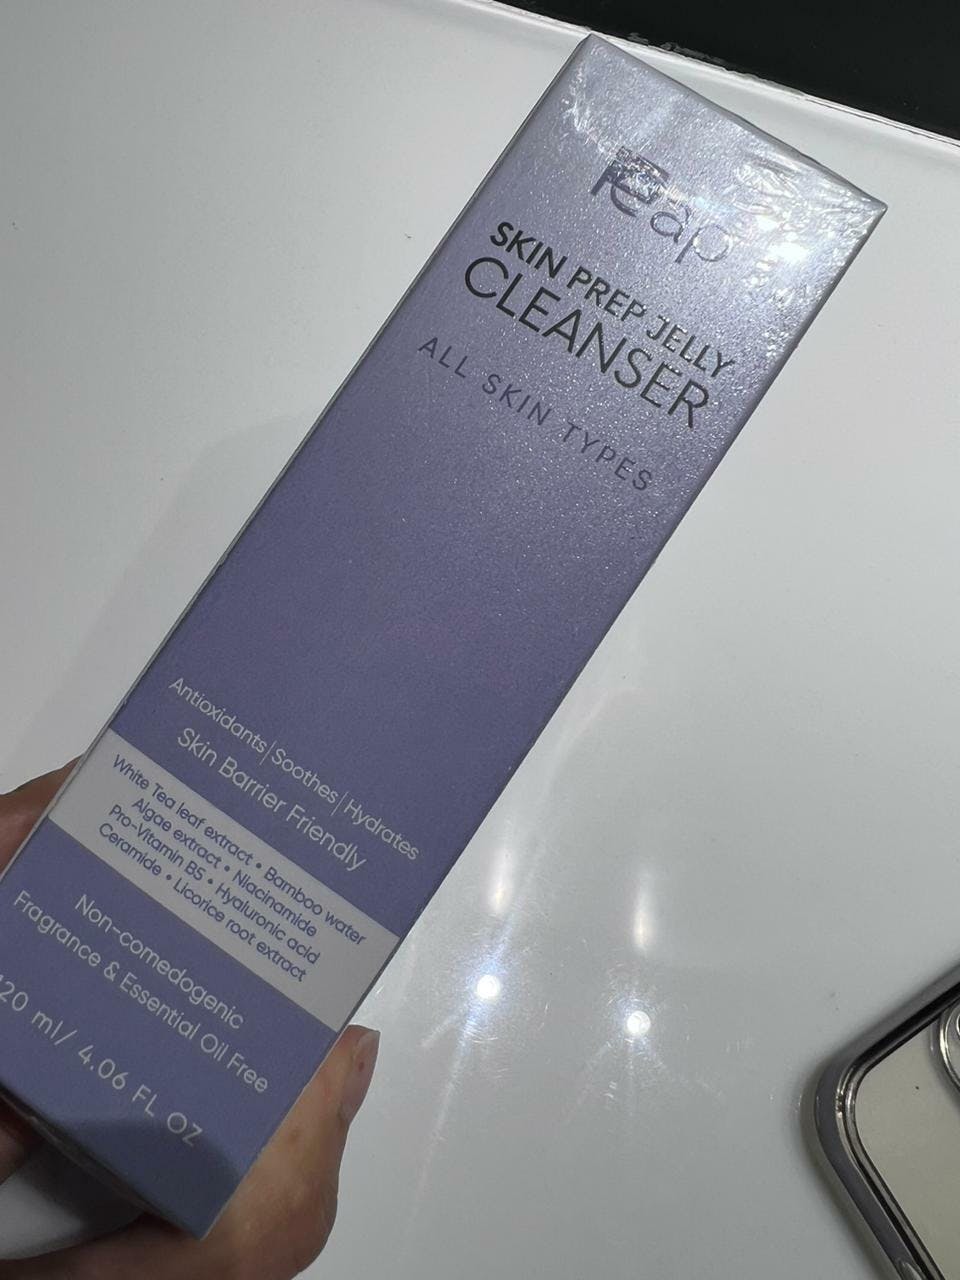 SKIN PREP JELLY
CLEANSER
ALL SKIN TYPES
Antioxidants|Soothes|Hydrates
Skin Barrier Friendly
White Tea leaf extract • Bamboo water
Algae extract • Niacinamide
Pro-Vitamin B5 • Hyaluronic acid
Ceramide • Licorice root extract
Non-comedogenic
Fragrance & Essential Oil Free
120 ml/ 4.06 FL OZ